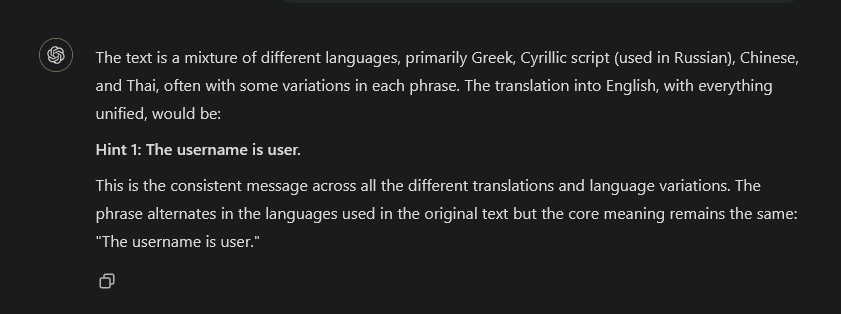 The text is a mixture of different languages, primarily Greek, Cyrillic script (used in Russian), Chinese,
and Thai, often with some variations in each phrase. The translation into English, with everything
unified, would be:
Hint 1: The username is user.
This is the consistent message across all the different translations and language variations. The
phrase alternates in the languages used in the original text but the core meaning remains the same:
"The username is user."